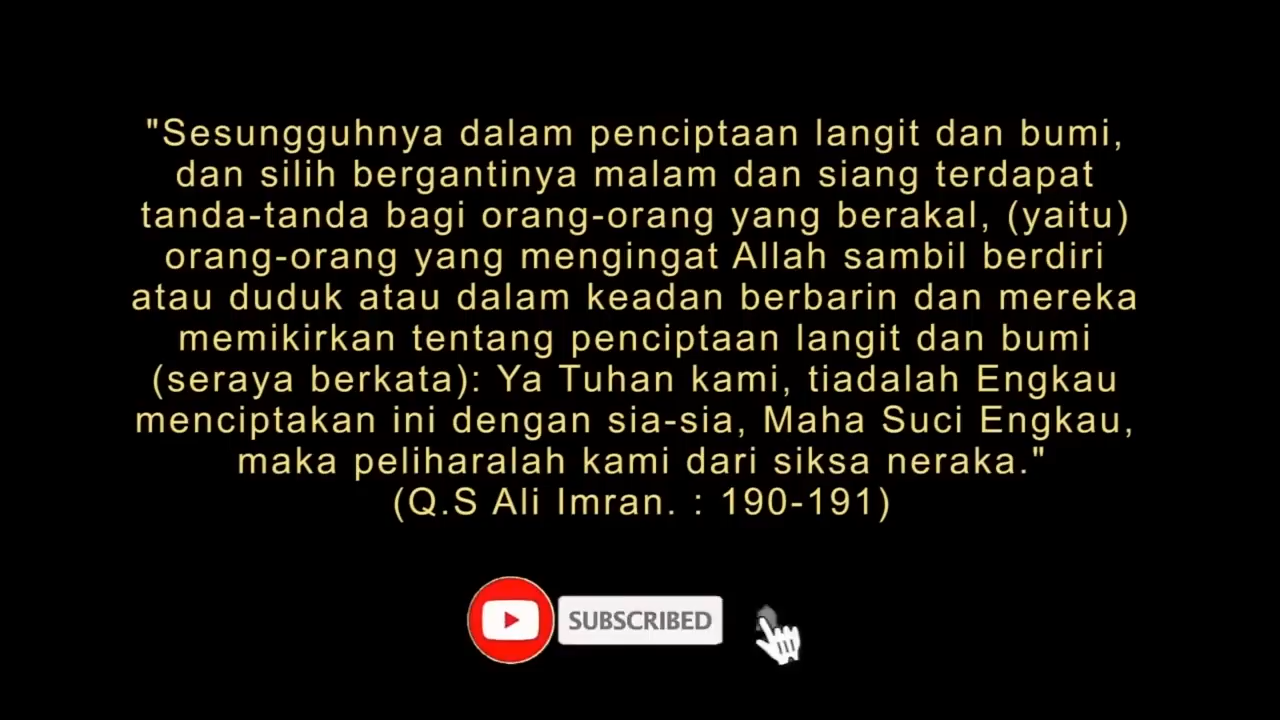 "Sesungguhnya dalam penciptaan langit dan bumi,
dan silih bergantinya malam dan siang terdapat
tanda-tanda bagi orang-orang yang berakal, (yaitu)
orang-orang yang mengingat Allah sambil berdiri
atau duduk atau dalam keadan berbarin dan mereka
memikirkan tentang penciptaan langit dan bumi
(seraya berkata): Ya Tuhan kami, tiadalah Engkau
menciptakan ini dengan sia-sia, Maha Suci Engkau,
maka peliharalah kami dari siksa neraka."
(Q.S Ali Imran. : 190-191)
SUBSCRIBED